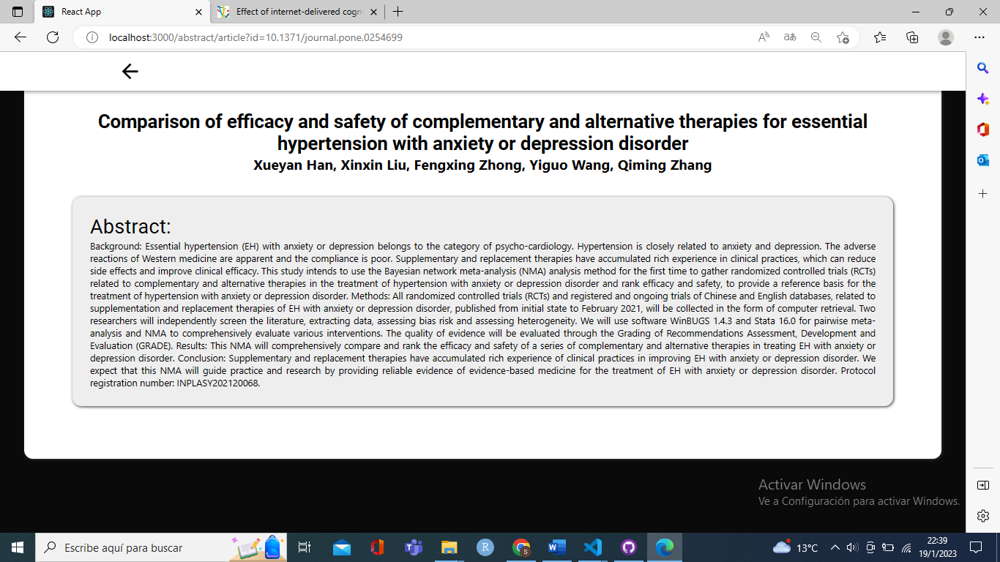 React App
Effect of internet-delivered cogn
localhost:3000/abstract/article?id=10.1371/journal.pone.0254699
Comparison of efficacy and safety of complementary and alternative therapies for essential
hypertension with anxiety or depression disorder
Xueyan Han, Xinxin Liu, Fengxing Zhong, Yiguo Wang, Qiming Zhang
Abstract:
Background: Essential hypertension (EH) with anxiety or depression belongs to the category of psycho-cardiology. Hypertension is closely related to anxiety and depression. The adverse
reactions of Western medicine are apparent and the compliance is poor. Supplementary and replacement therapies have accumulated rich experience in clinical practices, which can reduce
side effects and improve clinical efficacy. This study intends to use the Bayesian network meta-analysis (NMA) analysis method for the first time to gather randomized controlled trials (RCTs)
related to complementary and alternative therapies in the treatment of hypertension with anxiety or depression disorder and rank efficacy and safety, to provide a reference basis for the
treatment of hypertension with anxiety or depression disorder. Methods: All randomized controlled trials (RCTs) and registered and ongoing trials of Chinese and English databases, related to
supplementation and replacement therapies of EH with anxiety or depression disorder, published from initial state to February 2021, will be collected in the form of computer retrieval. Two
researchers will independently screen the literature, extracting data, assessing bias risk and assessing heterogeneity. We will use software WinBUGS 1.4.3 and Stata 16.0 for pairwise meta-
analysis and NMA to comprehensively evaluate various interventions. The quality of evidence will be evaluated through the Grading of Recommendations Assessment, Development and
Evaluation (GRADE). Results: This NMA will comprehensively compare and rank the efficacy and safety of a series of complementary and alternative therapies in treating EH with anxiety or
depression disorder. Conclusion: Supplementary and replacement therapies have accumulated rich experience of clinical practices in improving EH with anxiety or depression disorder. We
expect that this NMA will guide practice and research by providing reliable evidence of evidence-based medicine for the treatment of EH with anxiety or depression disorder. Protocol
registration number: INPLASY202120068.
Activar Windows
Ve a Configuración para activar Windows.
Escribe aquí para buscar
13°C
22:39
19/1/2023